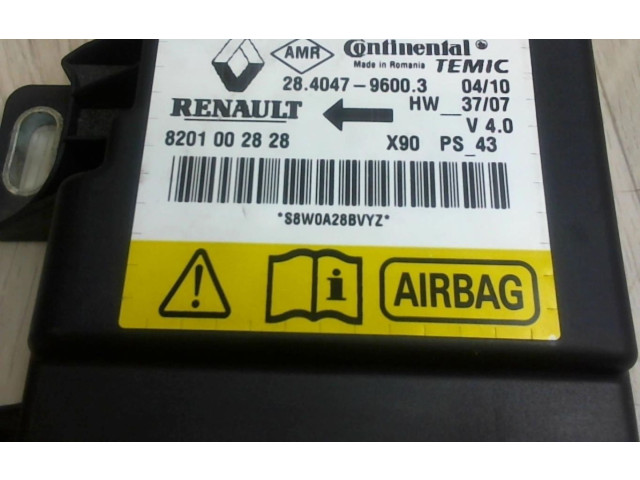 AMR Continental
Made in Romania TEMIC
28.4047-9600.3 04/10
RENAULT HW_37/07
V 4.0
8201 00 28 28 X90 PS_43
*S8W0A28BVYZ*
i AIRBAG